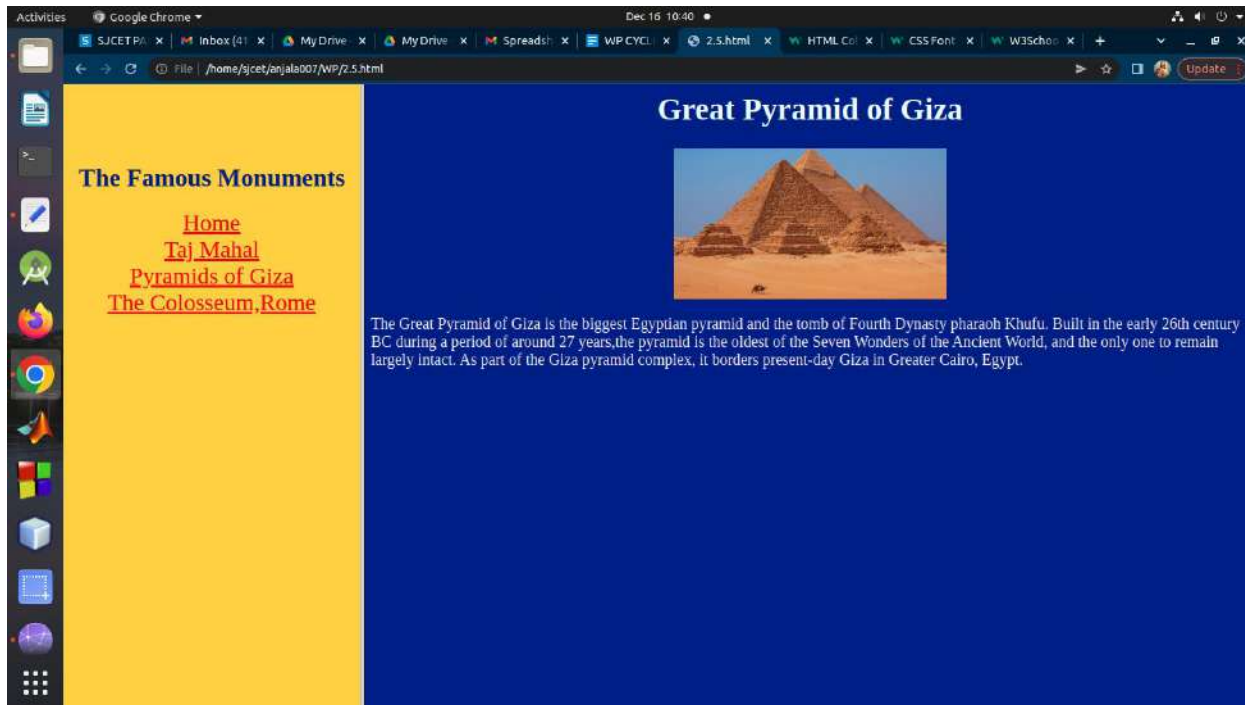 Activities Google Chrome Dec 16 10:40
SJCET PA Inbox (41 My Drive My Drive Spreadsh WP CYCL 2.5.html HTML Col CSS Font W3Schoo
File /home/sjcet/anjala007/WP/2.5.html Update
Great Pyramid of Giza
The Famous Monuments
Home
Taj Mahal
Pyramids of Giza
The Colosseum,Rome
The Great Pyramid of Giza is the biggest Egyptian pyramid and the tomb of Fourth Dynasty pharaoh Khufu. Built in the early 26th century
BC during a period of around 27 years,the pyramid is the oldest of the Seven Wonders of the Ancient World, and the only one to remain
largely intact. As part of the Giza pyramid complex, it borders present-day Giza in Greater Cairo, Egypt.